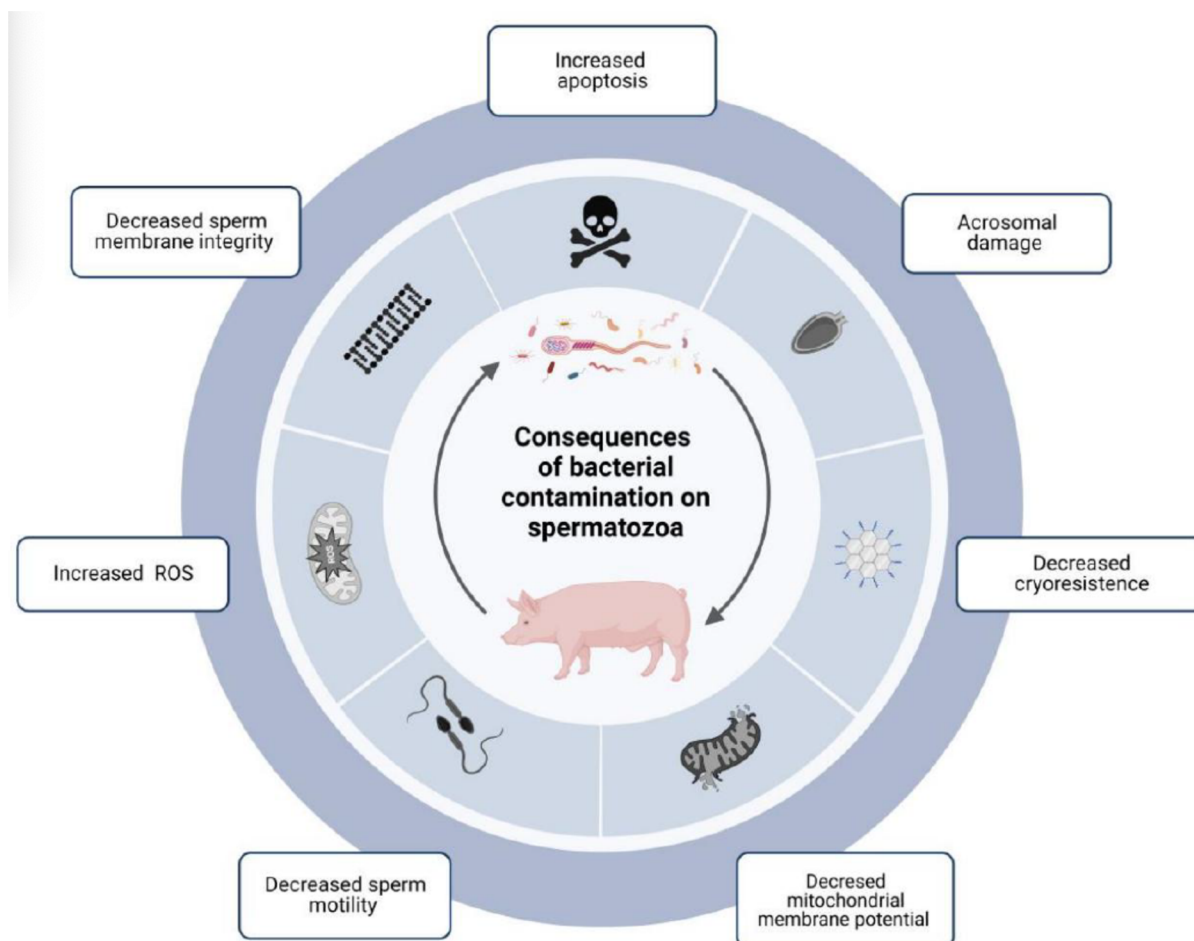 Increased
apoptosis
Decreased sperm
membrane integrity
Acrosomal
damage
Consequences
of bacterial
contamination on
spermatozoa
ROS
Increased ROS
Decreased
cryoresistence
Decreased sperm
motility
Decresed
mitochondrial
membrane potential